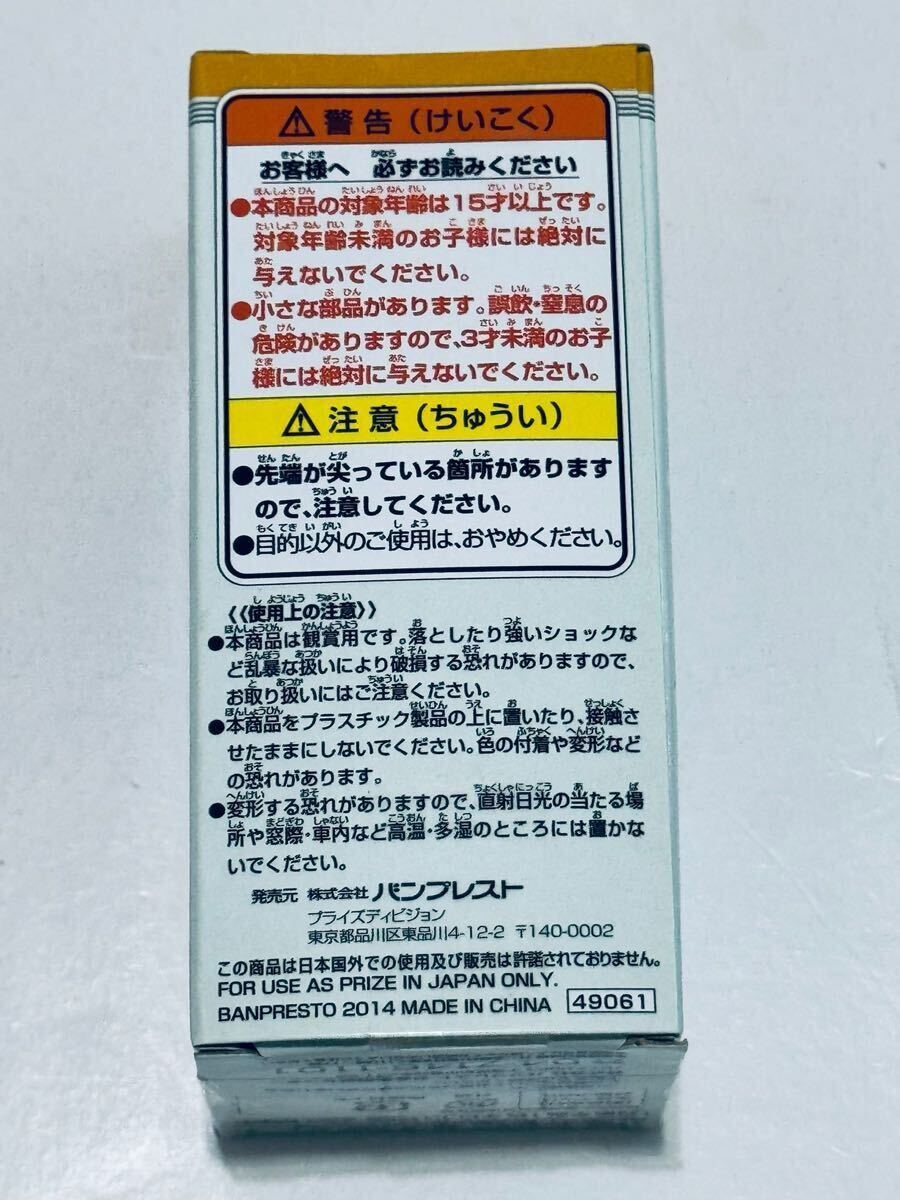 ⚠ 警告（けいこく）
お客様へ 必ずお読みください
●本商品の対象年齢は15才以上です。
対象年齢未満のお子様には絶対に
与えないでください。
●小さな部品があります。誤飲・窒息の
危険がありますので、3才未満のお子
様には絶対に与えないでください。
⚠ 注意（ちゅうい）
●先端が尖っている箇所があります
ので、注意してください。
●目的以外のご使用は、おやめください。
《使用上の注意》
●本商品は観賞用です。落としたり強いショックな
ど乱暴な扱いにより破損する恐れがありますので、
お取り扱いにはご注意ください。
●本商品をプラスチック製品の上に置いたり、接触さ
せたままにしないでください。色の付着や変形など
の恐れがあります。
●変形する恐れがありますので、直射日光の当たる場
所や窓際・車内など高温・多湿のところには置かな
いでください。
発売元 株式会社 バンプレスト
プライズディビジョン
東京都品川区東品川4-12-2 〒140-0002
この商品は日本国外での使用及び販売は許諾されておりません。
FOR USE AS PRIZE IN JAPAN ONLY.
BANPRESTO 2014 MADE IN CHINA 49061